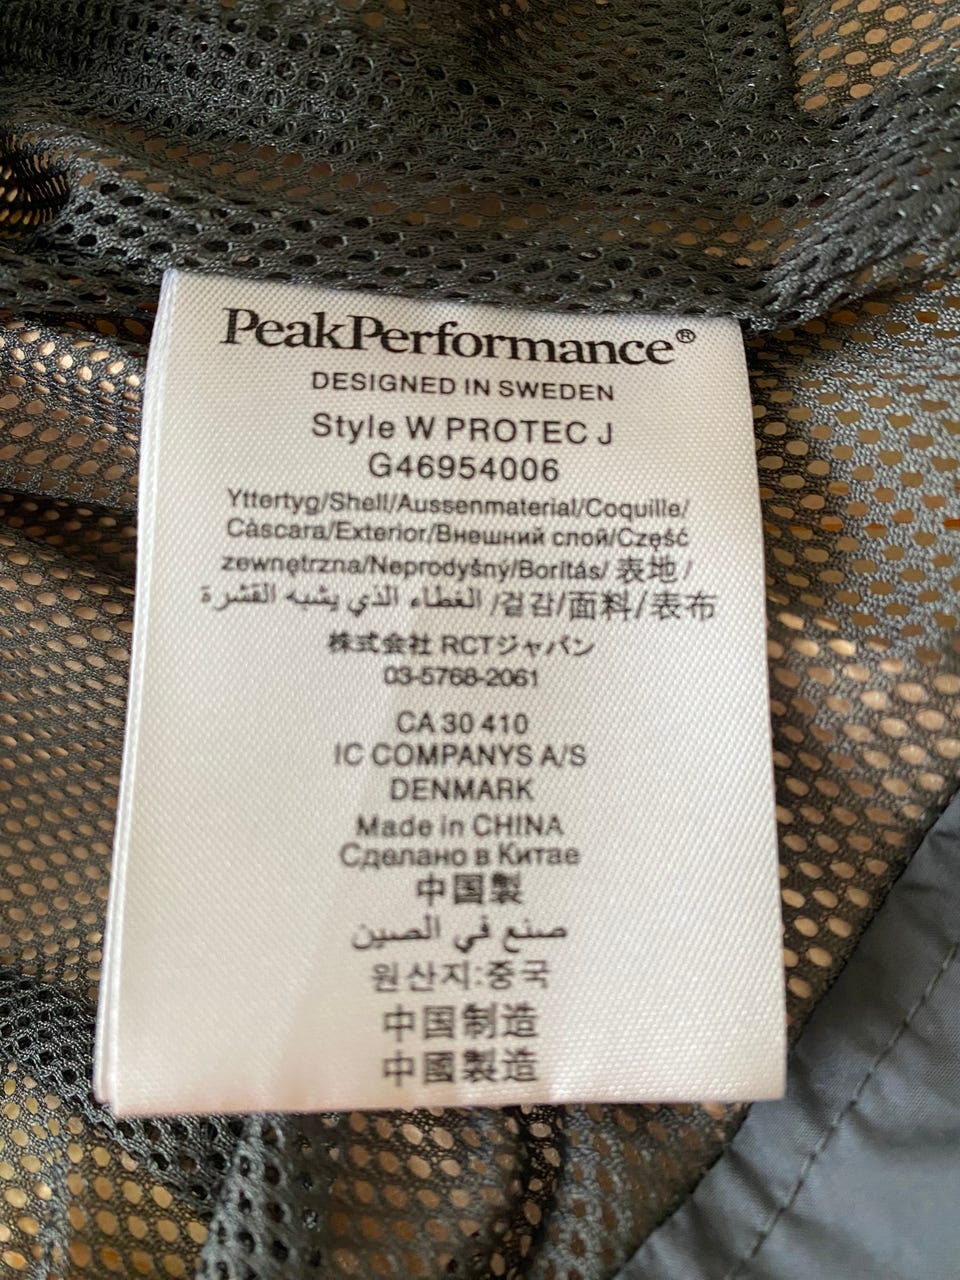 PeakPerformance®
DESIGNED IN SWEDEN
Style W PROTEC J
G46954006
Yttertyg/Shell/Aussenmaterial/Coquille/
Càscara/Exterior/Внешний слой/Część
zewnętrzna/Neprodyšný/Borítás/ 表地/
الغطاء الذي يشبه القشرة /겉감/面料/表布
株式会社 RCTジャパン
03-5768-2061
CA 30 410
IC COMPANYS A/S
DENMARK
Made in CHINA
Сделано в Китае
中国製
صنع في الصين
원산지:중국
中国制造
中國製造